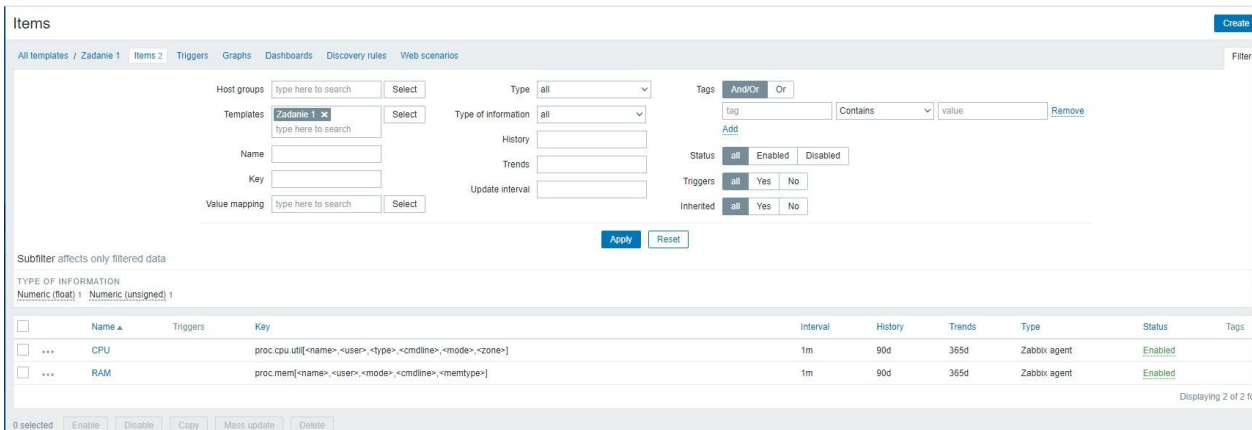 Items
Create
All templates / Zadanie 1 Items 2 Triggers Graphs Dashboards Discovery rules Web scenarios
Filter
Host groups type here to search Select Type all Tags And/Or Or
Templates Zadanie 1 × Select Type of information all tag Contains value Remove
type here to search Add
History
Name Status all Enabled Disabled
Trends
Key Triggers all Yes No
Update interval
Value mapping type here to search Select Inherited all Yes No
Apply Reset
Subfilter affects only filtered data
TYPE OF INFORMATION
Numeric (float) 1 Numeric (unsigned) 1
Name Triggers Key Interval History Trends Type Status Tags
CPU proc.cpu.util[<name>,<user>,<type>,<cmdline>,<mode>,<zone>] 1m 90d 365d Zabbix agent Enabled
RAM proc.mem[<name>,<user>,<mode>,<cmdline>,<memtype>] 1m 90d 365d Zabbix agent Enabled
Displaying 2 of 2 fo
0 selected Enable Disable Copy Mass update Delete